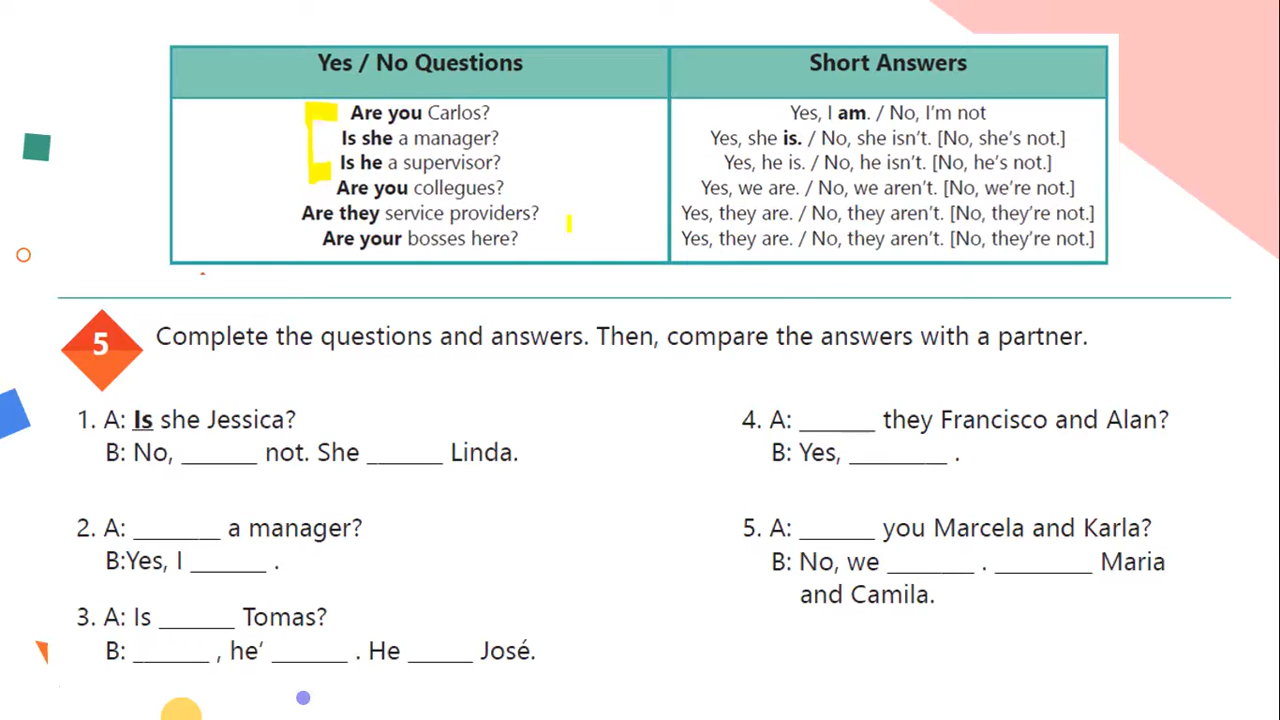 Yes / No Questions
Short Answers
Are you Carlos?
Yes, I am. / No, I'm not
Is she a manager?
Yes, she is. / No, she isn't. [No, she's not.]
Is he a supervisor?
Yes, he is. / No, he isn't. [No, he's not.]
Are you collegues?
Yes, we are. / No, we aren't. [No, we're not.]
Are they service providers?
Yes, they are. / No, they aren't. [No, they're not.]
Are your bosses here?
Yes, they are. / No, they aren't. [No, they're not.]
5
Complete the questions and answers. Then, compare the answers with a partner.
1. A: Is she Jessica?
B: No, ______ not. She ______ Linda.
2. A: _______ a manager?
B:Yes, I ______ .
3. A: Is ______ Tomas?
B: ______ , he' ______ . He _____ José.
4. A: ______ they Francisco and Alan?
B: Yes, ________ .
5. A: ______ you Marcela and Karla?
B: No, we _______ . ________ Maria
and Camila.